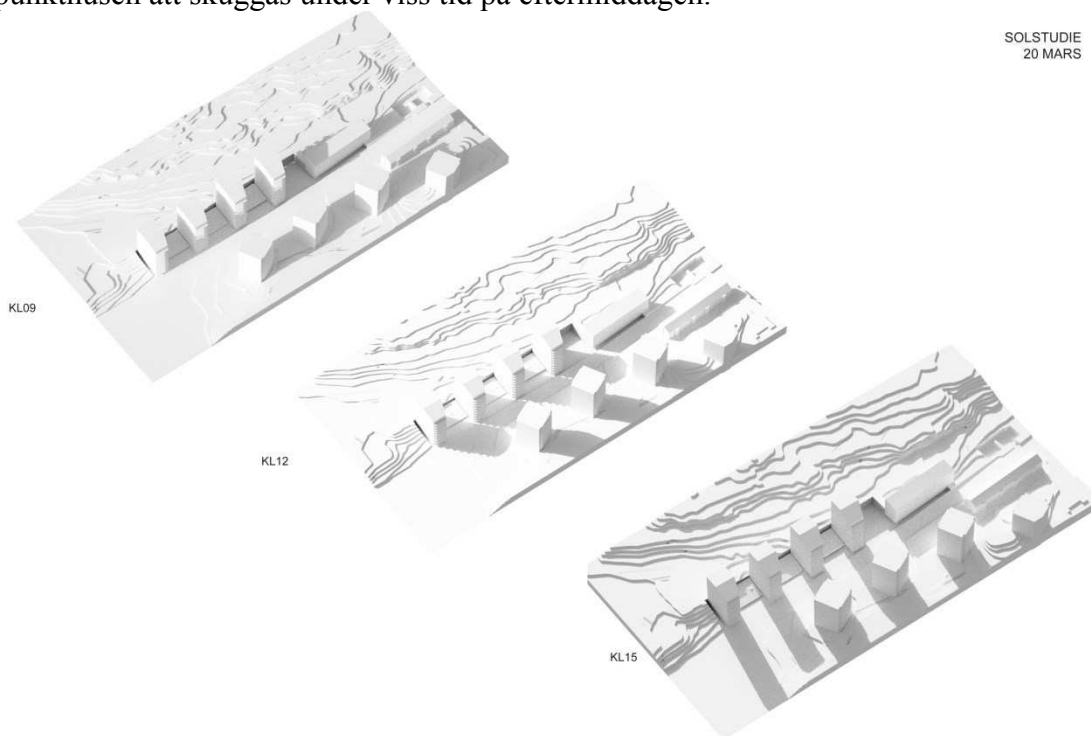 punkthusen att skuggas under viss tid på eftermiddagen.
SOLSTUDIE
20 MARS
KL09
KL12
KL15